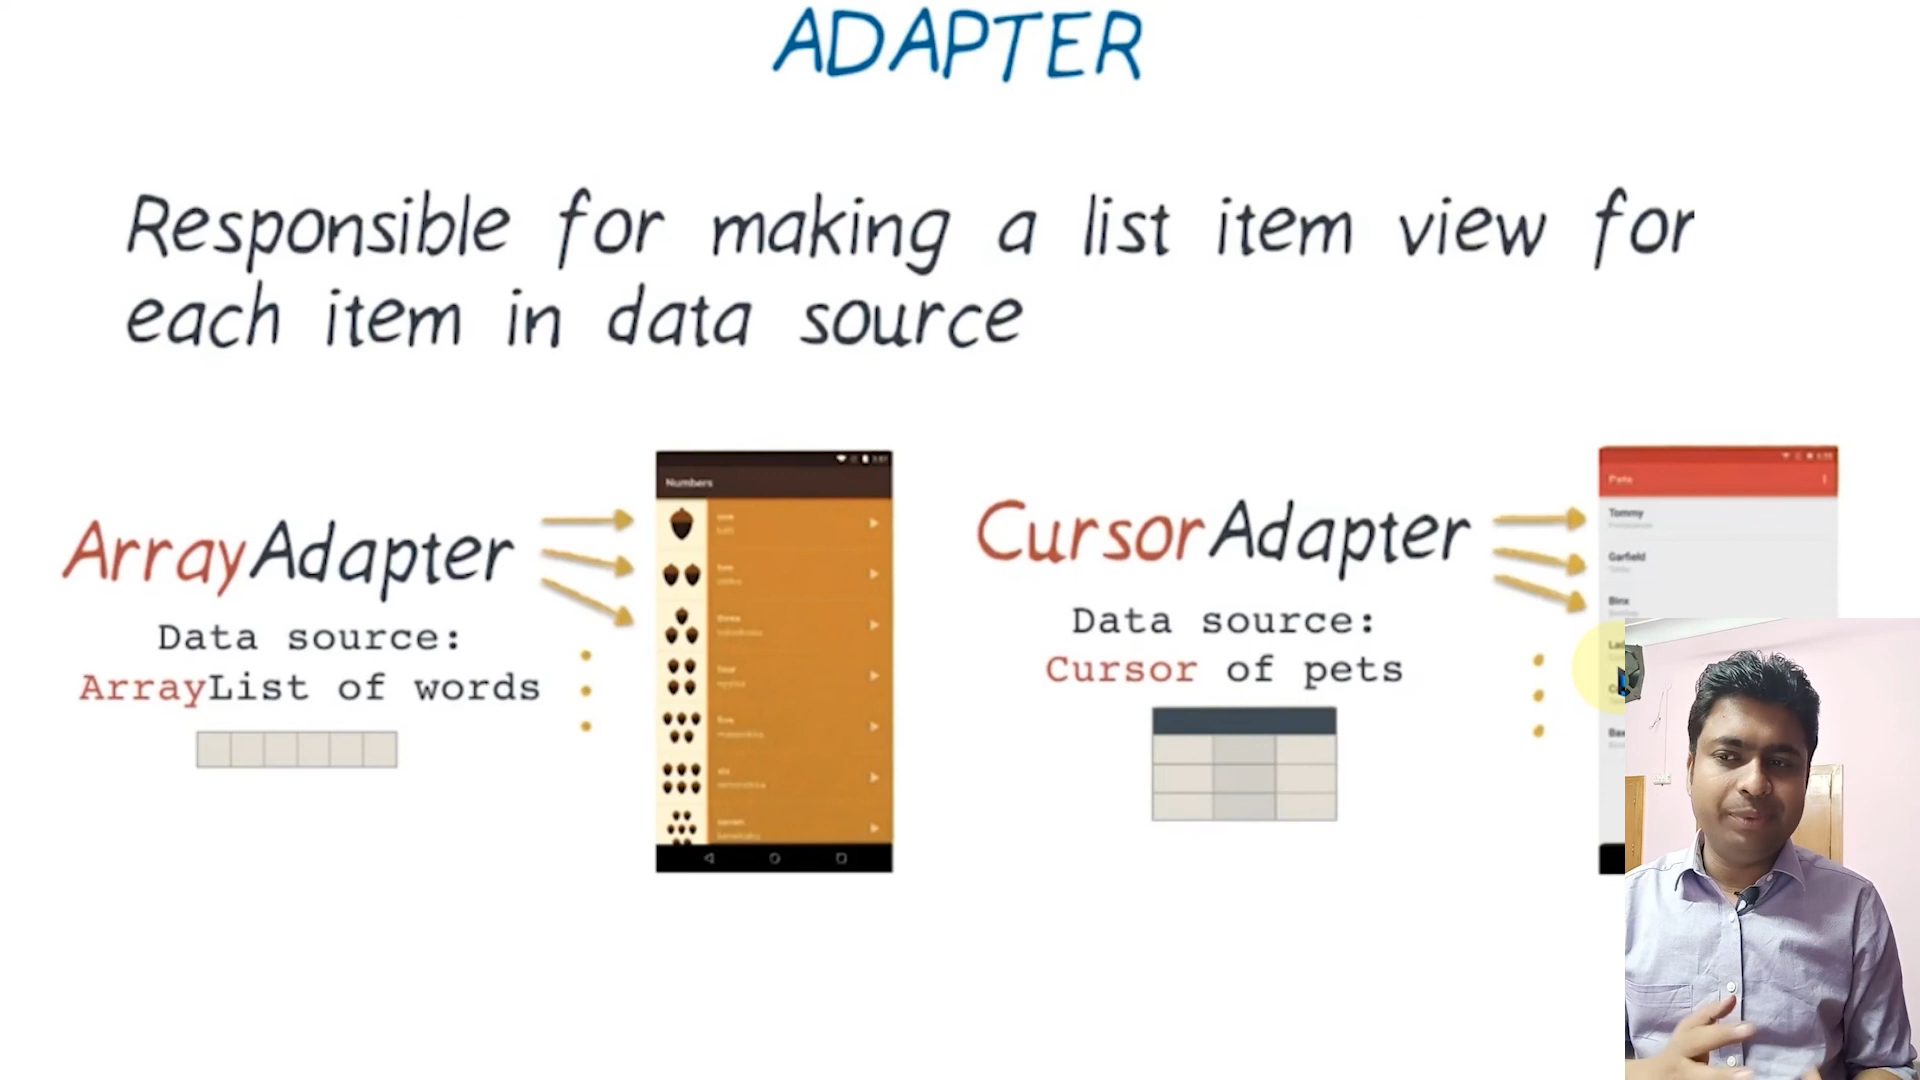 ADAPTER
Responsible for making a list item view for
each item in data source
ArrayAdapter
Data source:
ArrayList of words
Numbers
CursorAdapter
Data source:
Cursor of pets
Pets
Tommy
Garfield
Binx